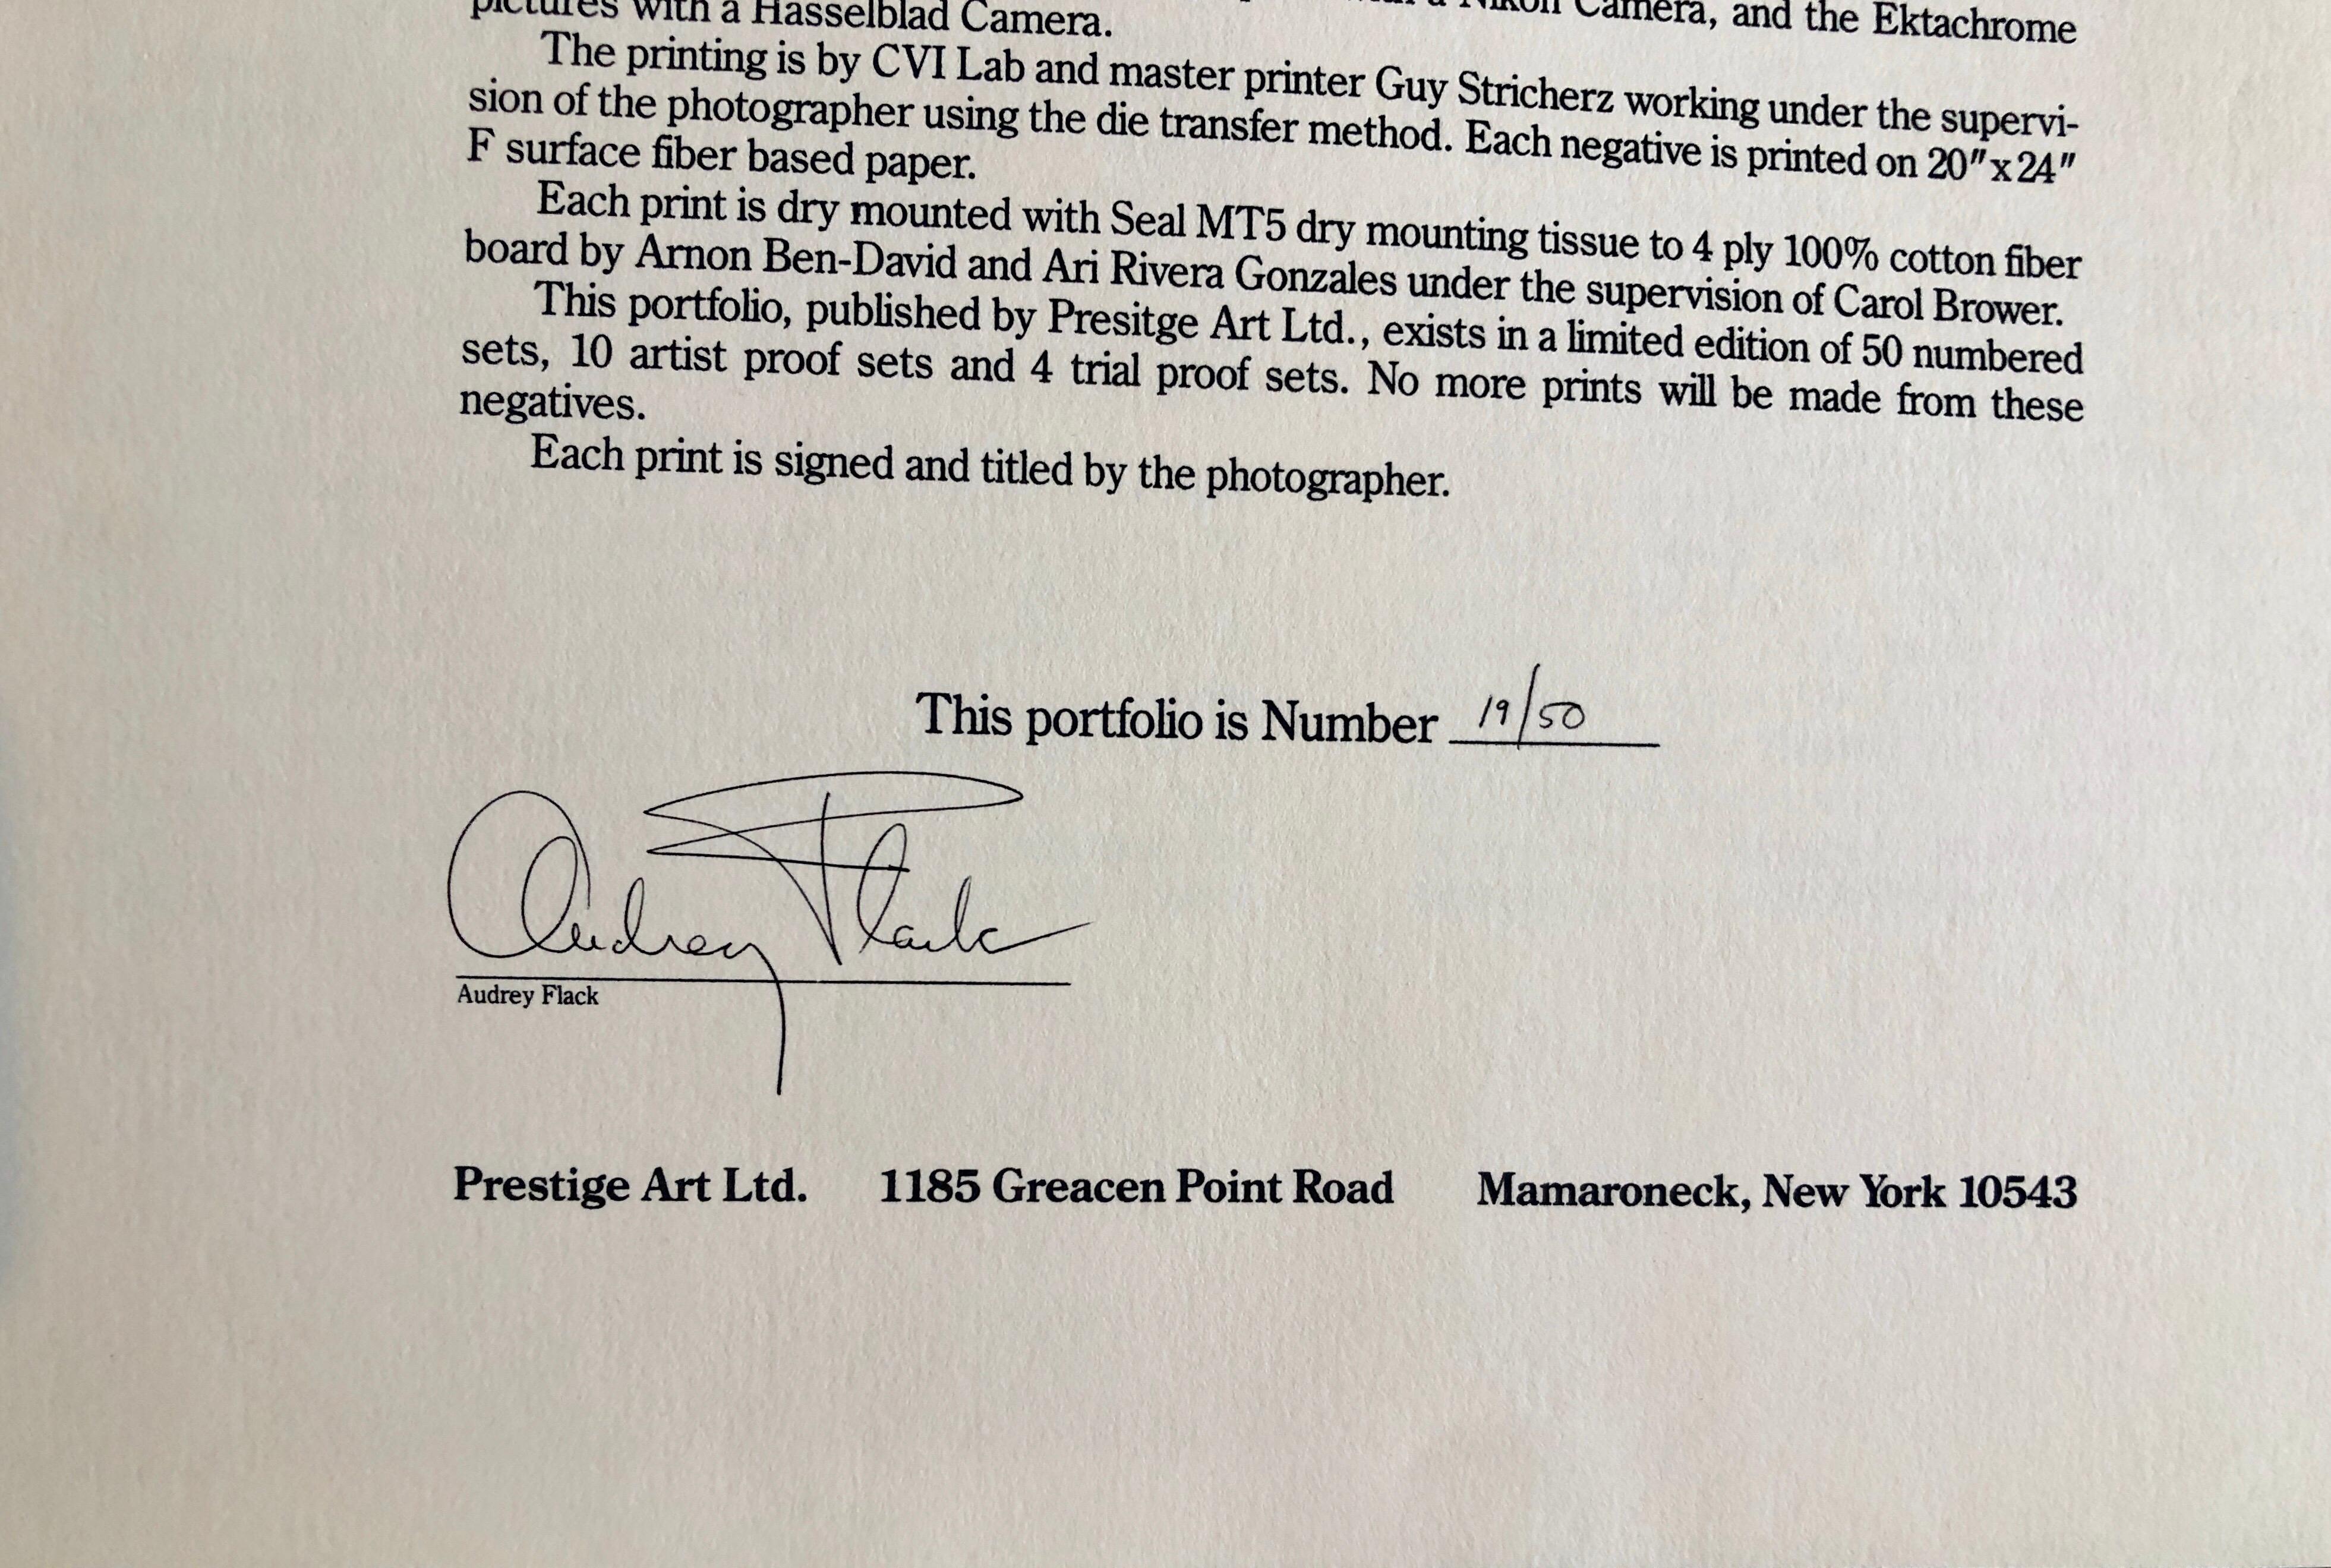 pictures with a Hasselblad Camera. a Nikon Camera, and the Ektachrome
The printing is by CVI Lab and master printer Guy Stricherz working under the supervi-
sion of the photographer using the die transfer method. Each negative is printed on 20"x24"
F surface fiber based paper.
Each print is dry mounted with Seal MT5 dry mounting tissue to 4 ply 100% cotton fiber
board by Arnon Ben-David and Ari Rivera Gonzales under the supervision of Carol Brower.
This portfolio, published by Presitge Art Ltd., exists in a limited edition of 50 numbered
sets, 10 artist proof sets and 4 trial proof sets. No more prints will be made from these
negatives.
Each print is signed and titled by the photographer.
This portfolio is Number 19/50
Audrey Flack
Audrey Flack
Prestige Art Ltd. 1185 Greacen Point Road Mamaroneck, New York 10543